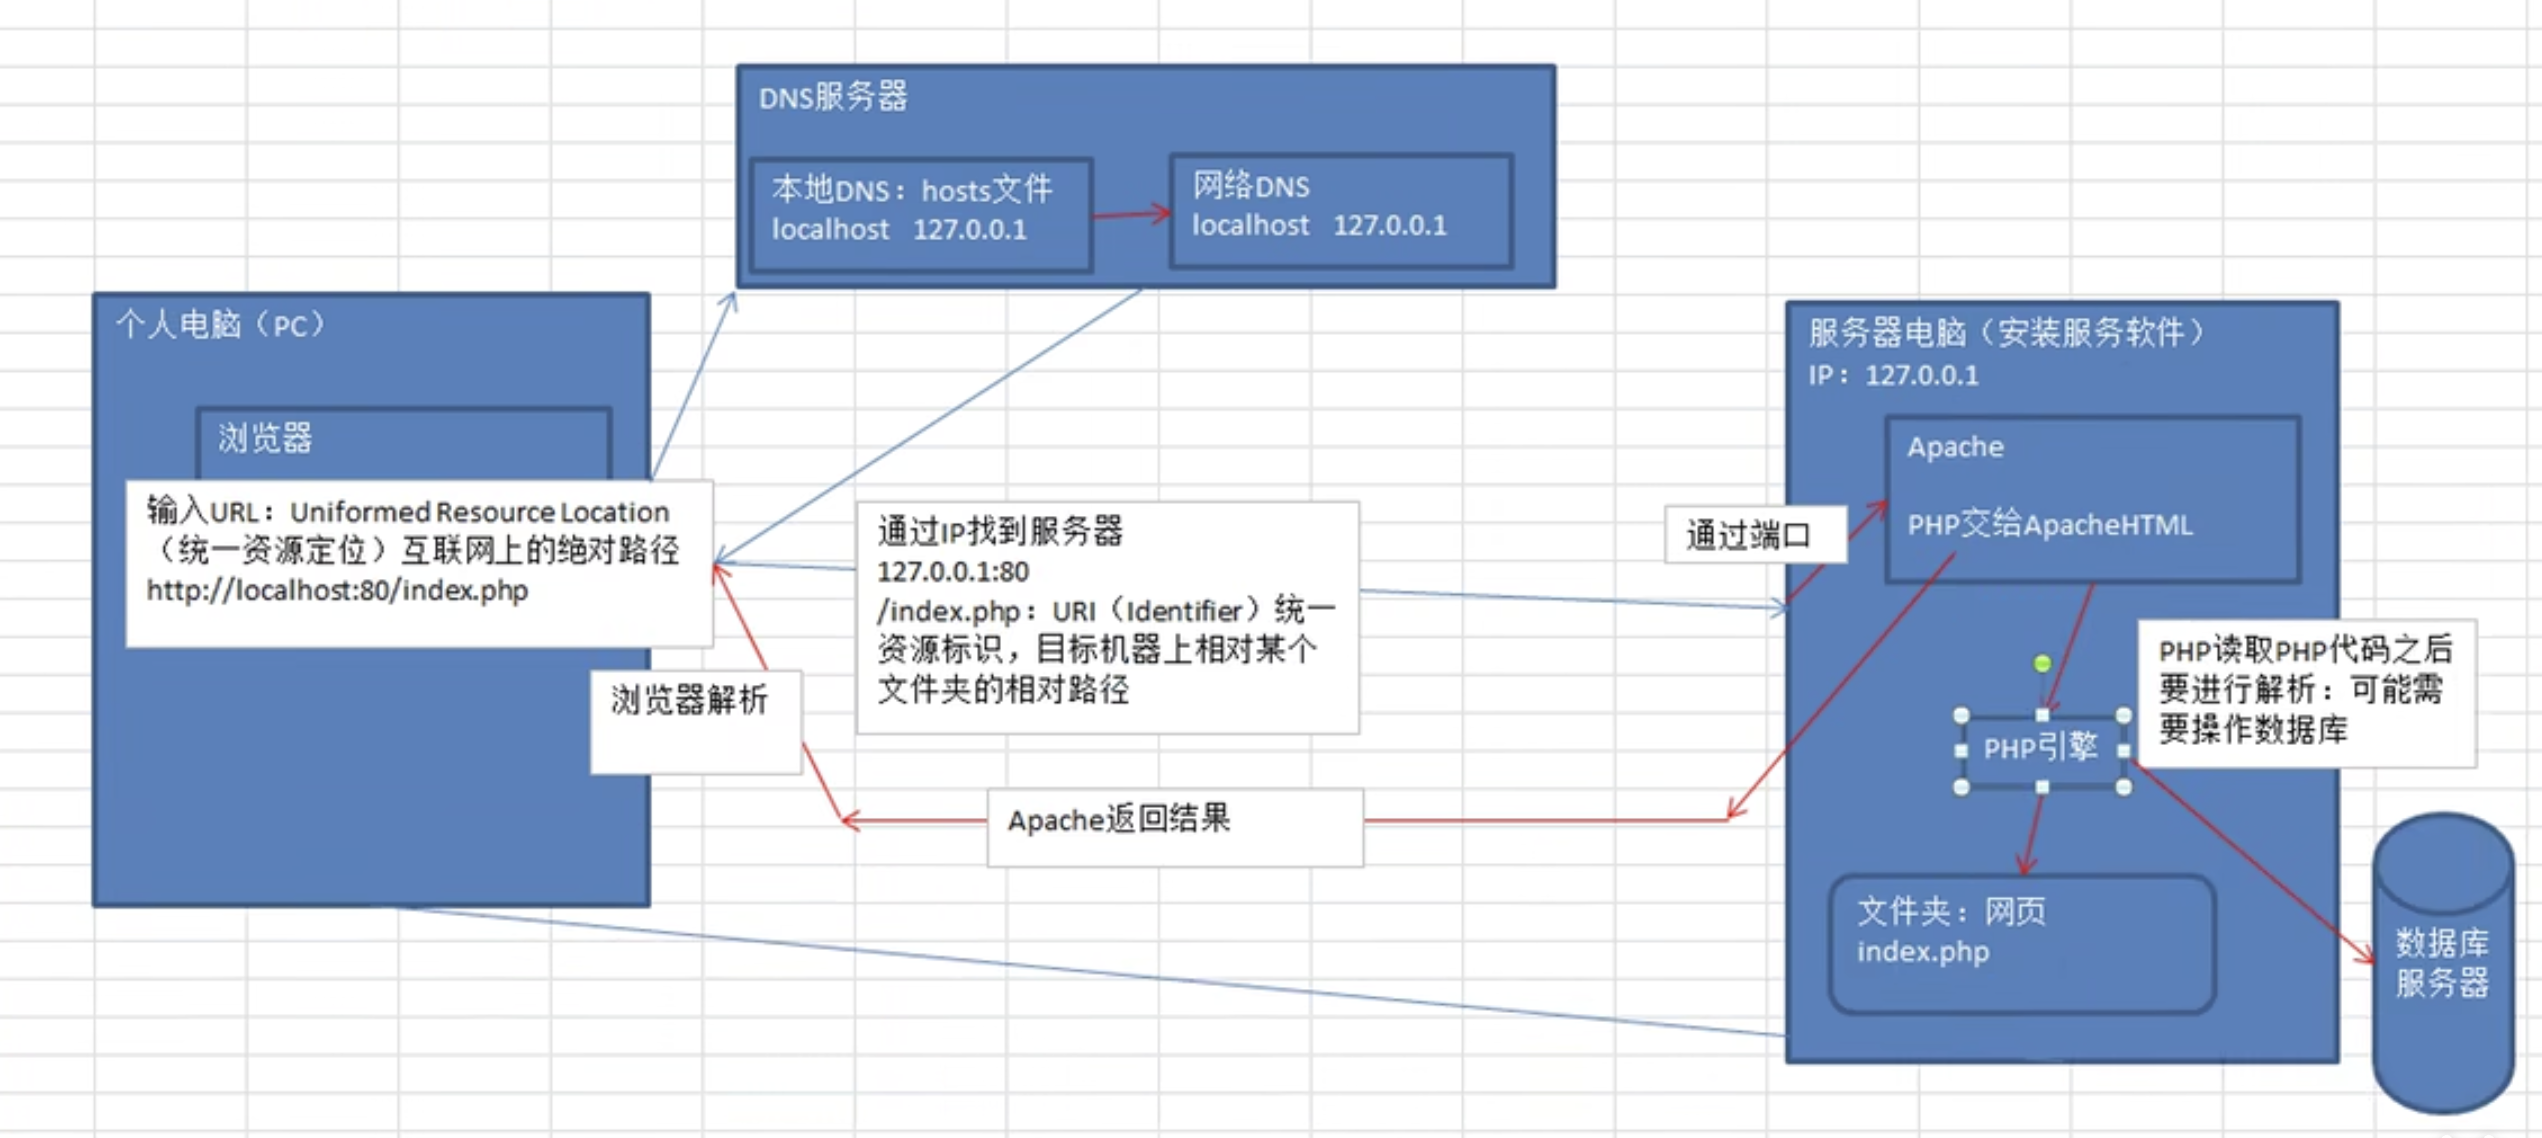 DNS服务器
本地DNS：hosts文件
localhost 127.0.0.1
网络DNS
localhost 127.0.0.1
个人电脑（PC）
浏览器
输入URL：Uniformed Resource Location
（统一资源定位）互联网上的绝对路径
http://localhost:80/index.php
浏览器解析
通过IP找到服务器
127.0.0.1:80
/index.php：URI（Identifier）统一
资源标识，目标机器上相对某个
文件夹的相对路径
Apache返回结果
通过端口
服务器电脑（安装服务软件）
IP：127.0.0.1
Apache
PHP交给ApacheHTML
PHP读取PHP代码之后
要进行解析：可能需
要操作数据库
PHP引擎
文件夹：网页
index.php
数据库
服务器